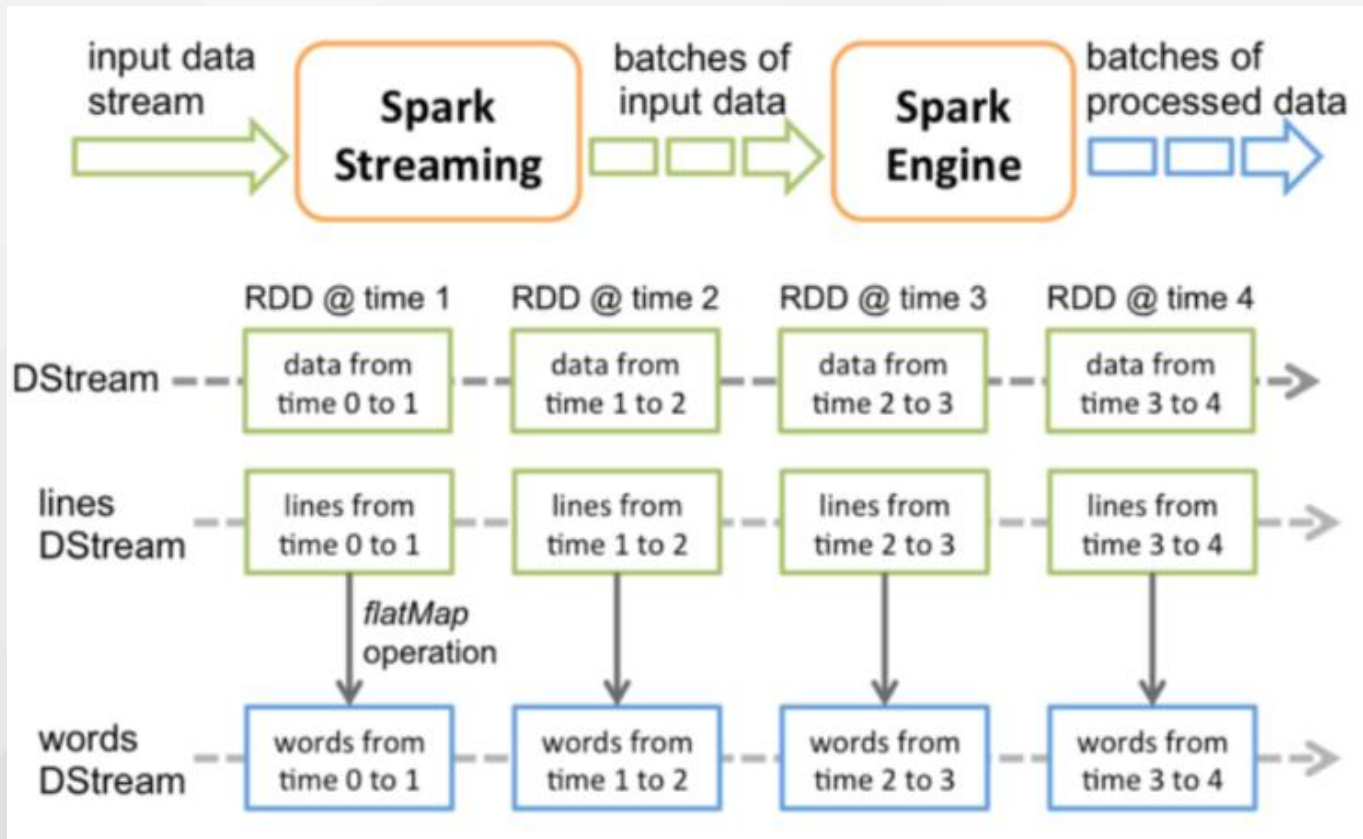 input data
stream
Spark
Streaming
batches of
input data
Spark
Engine
batches of
processed data
RDD @ time 1
RDD @ time 2
RDD @ time 3
RDD @ time 4
DStream
data from
time 0 to 1
data from
time 1 to 2
data from
time 2 to 3
data from
time 3 to 4
lines
DStream
lines from
time 0 to 1
lines from
time 1 to 2
lines from
time 2 to 3
lines from
time 3 to 4
flatMap
operation
words
DStream
words from
time 0 to 1
words from
time 1 to 2
words from
time 2 to 3
words from
time 3 to 4